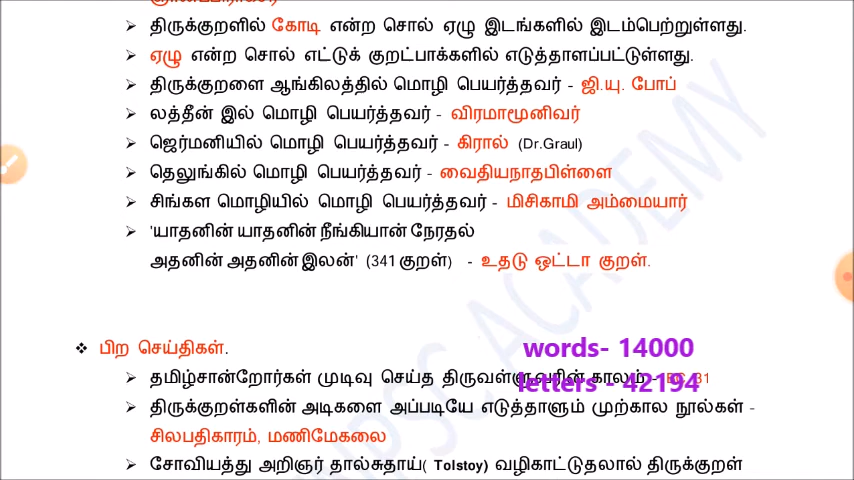 திருக்குறளில் கோடி என்ற சொல் ஏழு இடங்களில் இடம்பெற்றுள்ளது.
ஏழு என்ற சொல் எட்டுக் குறட்பாக்களில் எடுத்தாளப்பட்டுள்ளது.
திருக்குறளை ஆங்கிலத்தில் மொழி பெயர்த்தவர் - ஜி.யு. போப்
லத்தீன் இல் மொழி பெயர்த்தவர் - விரமாமூனிவர்
ஜெர்மனியில் மொழி பெயர்த்தவர் - கிரால் (Dr.Graul)
தெலுங்கில் மொழி பெயர்த்தவர் - வைதியநாதபிள்ளை
சிங்கள மொழியில் மொழி பெயர்த்தவர் - மிசிகாமி அம்மையார்
'யாதனின் யாதனின் நீங்கியான் நேரதல்
அதனின் அதனின் இலன்' (341 குறள்) - உதடு ஒட்டா குறள்.
பிற செய்திகள்.
words- 14000
தமிழ்சான்றோர்கள் முடிவு செய்த திருவள்ளுவரின் காலம் - BC 31
letters - 42194
திருக்குறள்களின் அடிகளை அப்படியே எடுத்தாளும் முற்கால நூல்கள் -
சிலபதிகாரம், மணிமேகலை
சோவியத்து அறிஞர் தால்சுதாய்( Tolstoy) வழிகாட்டுதலால் திருக்குறள்
ACADEMY